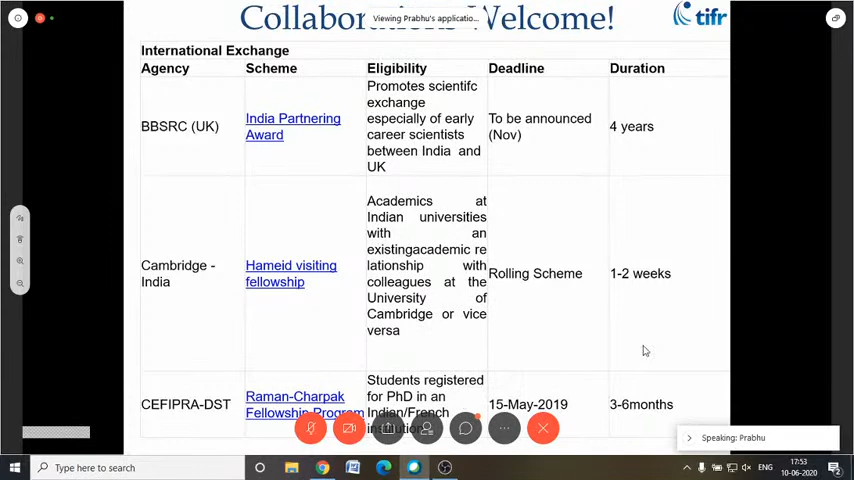 Collaborations Welcome!
Viewing Prabhu's applicatio...
tifr
International Exchange
Agency Scheme Eligibility Deadline Duration
BBSRC (UK)
India Partnering
Award
Promotes scientifc
exchange
especially of early
career scientists
between India and
UK
To be announced
(Nov)
4 years
Cambridge -
India
Hameid visiting
fellowship
Academics at
Indian universities
with an
existingacademic re
lationship with
colleagues at the
University of
Cambridge or vice
versa
Rolling Scheme
1-2 weeks
CEFIPRA-DST
Raman-Charpak
Fellowship Program
Students registered
for PhD in an
Indian/French
institution
15-May-2019
3-6months
Speaking: Prabhu
Type here to search
ENG
17:53
10-06-2020
2